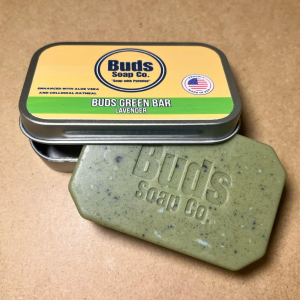 Buds
Soap Co.
"Soap with Purpose"
ENHANCED WITH ALOE VERA
AND COLLOIDAL OATMEAL
BUDS GREEN BAR
LAVENDER
Buds
Soap Co.